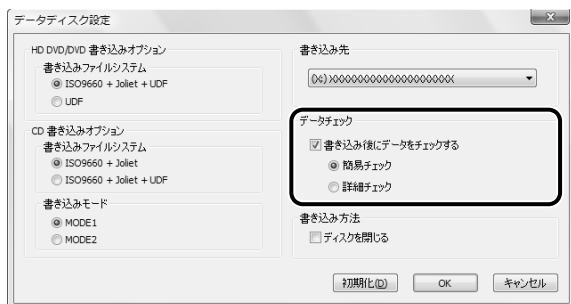 データディスク設定
HD DVD/DVD 書き込みオプション
書き込みファイルシステム
ISO9660 + Joliet + UDF
UDF
CD 書き込みオプション
書き込みファイルシステム
ISO9660 + Joliet
ISO9660 + Joliet + UDF
書き込みモード
MODE1
MODE2
書き込み先
データチェック
書き込み後にデータをチェックする
簡易チェック
詳細チェック
書き込み方法
ディスクを閉じる
初期化(D)
OK
キャンセル